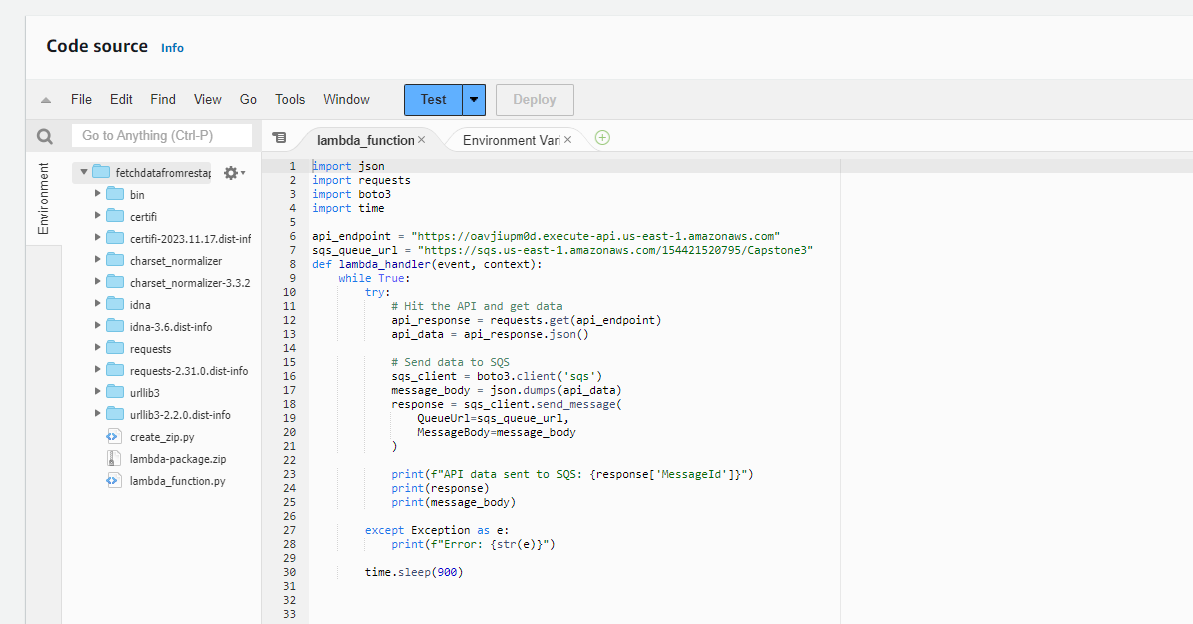 Code source Info
File Edit Find View Go Tools Window Test Deploy
Go to Anything (Ctrl-P)
lambda_function × Environment Vari ×
Environment
fetchdatafromrestap
bin
certifi
certifi-2023.11.17.dist-inf
charset_normalizer
charset_normalizer-3.3.2
idna
idna-3.6.dist-info
requests
requests-2.31.0.dist-info
urllib3
urllib3-2.2.0.dist-info
create_zip.py
lambda-package.zip
lambda_function.py
1 import json
2 import requests
3 import boto3
4 import time
5
6 api_endpoint = "https://oavjiupm0d.execute-api.us-east-1.amazonaws.com"
7 sqs_queue_url = "https://sqs.us-east-1.amazonaws.com/154421520795/Capstone3"
8 def lambda_handler(event, context):
9     while True:
10         try:
11             # Hit the API and get data
12             api_response = requests.get(api_endpoint)
13             api_data = api_response.json()
14
15             # Send data to SQS
16             sqs_client = boto3.client('sqs')
17             message_body = json.dumps(api_data)
18             response = sqs_client.send_message(
19                 QueueUrl=sqs_queue_url,
20                 MessageBody=message_body
21             )
22
23             print(f"API data sent to SQS: {response['MessageId']}")
24             print(response)
25             print(message_body)
26
27         except Exception as e:
28             print(f"Error: {str(e)}")
29
30         time.sleep(900)
31
32
33